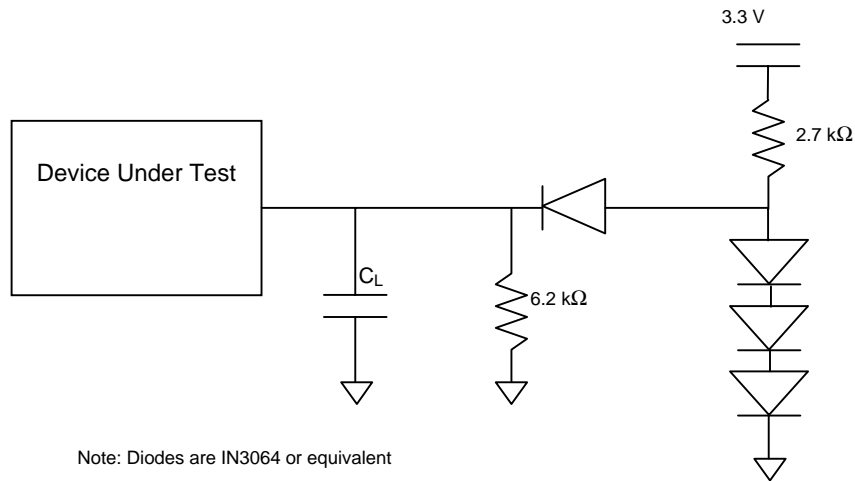 3.3 V
2.7 kΩ
Device Under Test
CL
6.2 kΩ
Note: Diodes are IN3064 or equivalent